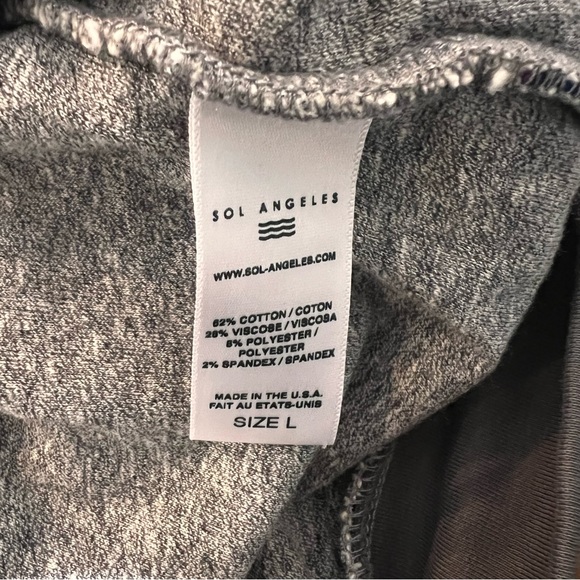 SOL ANGELES
WWW.SOL-ANGELES.COM
62% COTTON / COTON
28% VISCOSE / VISCOSA
8% POLYESTER /
POLYESTER
2% SPANDEX / SPANDEX
MADE IN THE U.S.A.
FAIT AU ETATS-UNIS
SIZE L